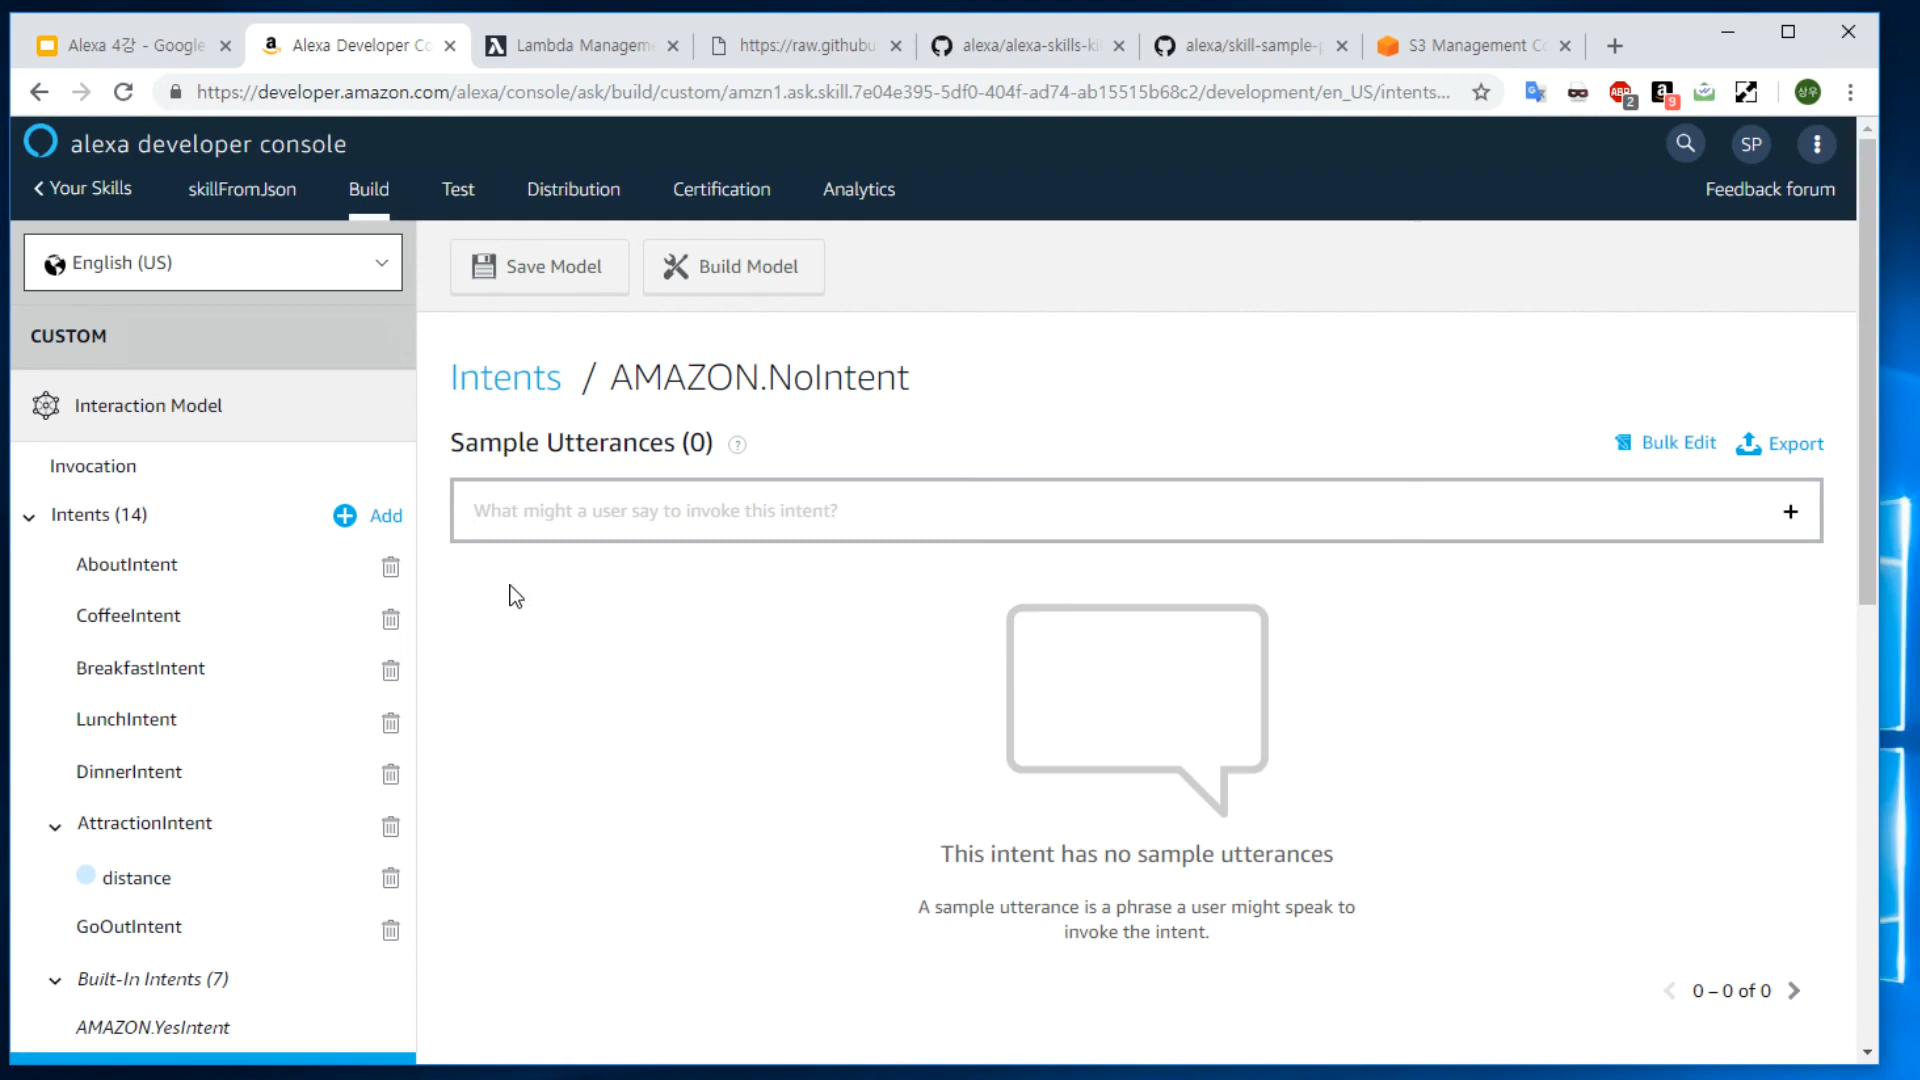 Alexa 4강 - Google
Alexa Developer Co
Lambda Managem
https://raw.githubu
alexa/alexa-skills-ki
alexa/skill-sample-p
S3 Management Co
https://developer.amazon.com/alexa/console/ask/build/custom/amzn1.ask.skill.7e04e395-5df0-404f-ad74-ab15515b68c2/development/en_US/intents...
ABP
2
a
9
상우
alexa developer console
SP
Your Skills
skillFromJson
Build
Test
Distribution
Certification
Analytics
Feedback forum
English (US)
Save Model
Build Model
CUSTOM
Interaction Model
Invocation
Intents (14)
Add
AboutIntent
CoffeeIntent
BreakfastIntent
LunchIntent
DinnerIntent
AttractionIntent
distance
GoOutIntent
Built-In Intents (7)
AMAZON.YesIntent
Intents / AMAZON.NoIntent
Sample Utterances (0) ?
Bulk Edit
Export
What might a user say to invoke this intent?
This intent has no sample utterances
A sample utterance is a phrase a user might speak to
invoke the intent.
0 – 0 of 0